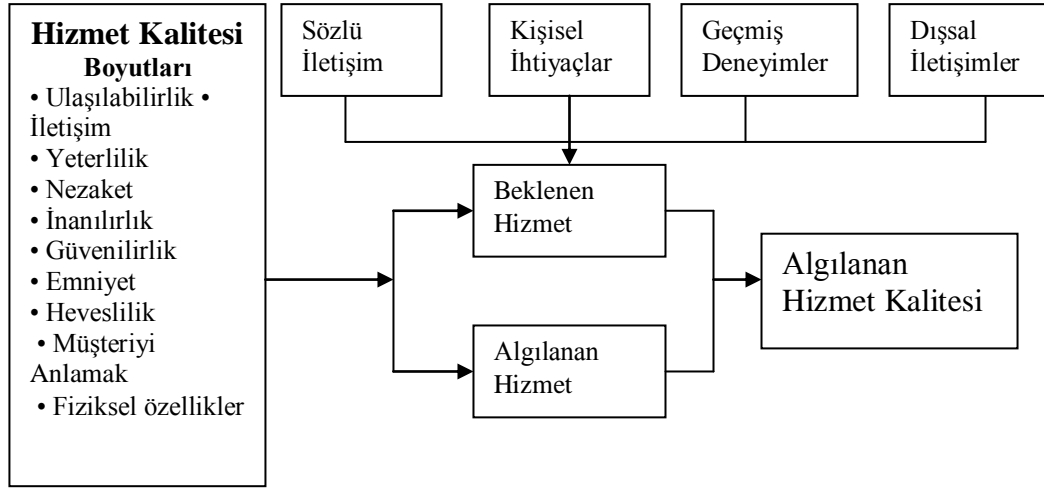 Hizmet Kalitesi
Boyutları
• Ulaşılabilirlik •
İletişim
• Yeterlilik
• Nezaket
• İnanılırlık
• Güvenilirlik
• Emniyet
• Heveslilik
• Müşteriyi
Anlamak
• Fiziksel özellikler
Sözlü
İletişim
Kişisel
İhtiyaçlar
Geçmiş
Deneyimler
Dışsal
İletişimler
Beklenen
Hizmet
Algılanan
Hizmet
Algılanan
Hizmet Kalitesi